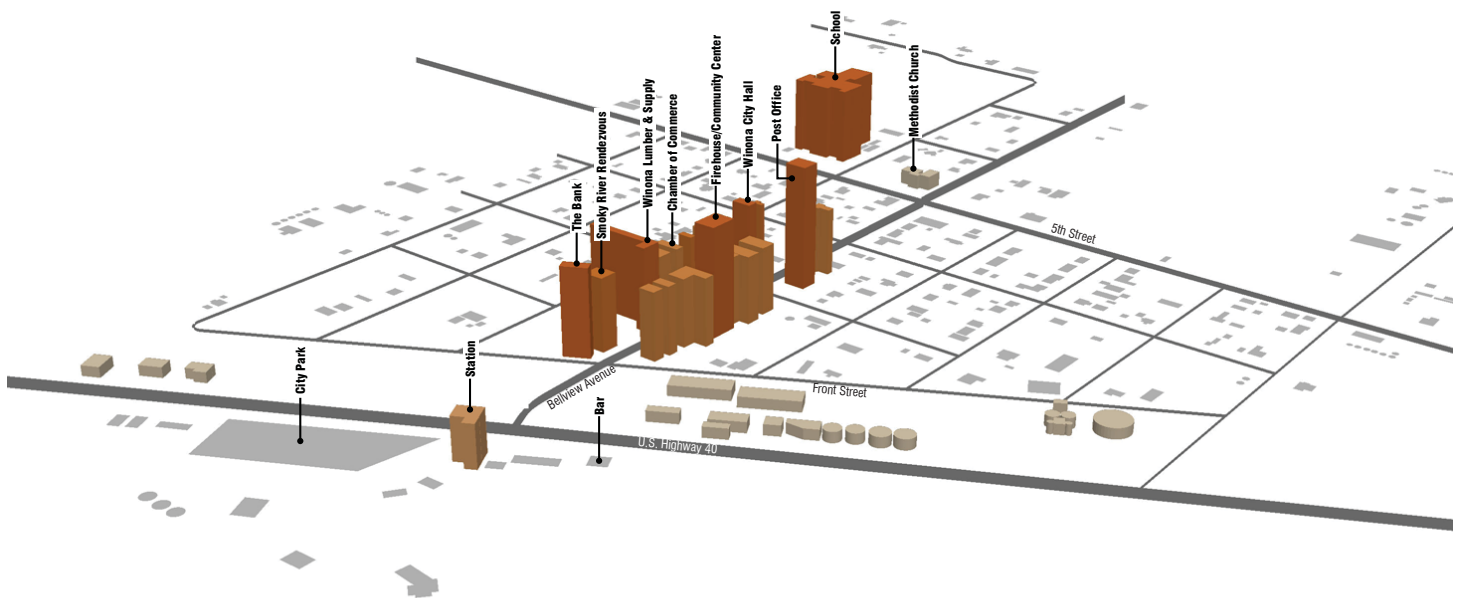 School
Methodist Church
Firehouse/Community Center
Winona Lumber & Supply
Winona City Hall
Post Office
Chamber of Commerce
Smoky River Rendezvous
The Bank
5th Street
Station
City Park
Bellview Avenue
Bar
Front Street
U.S. Highway 40